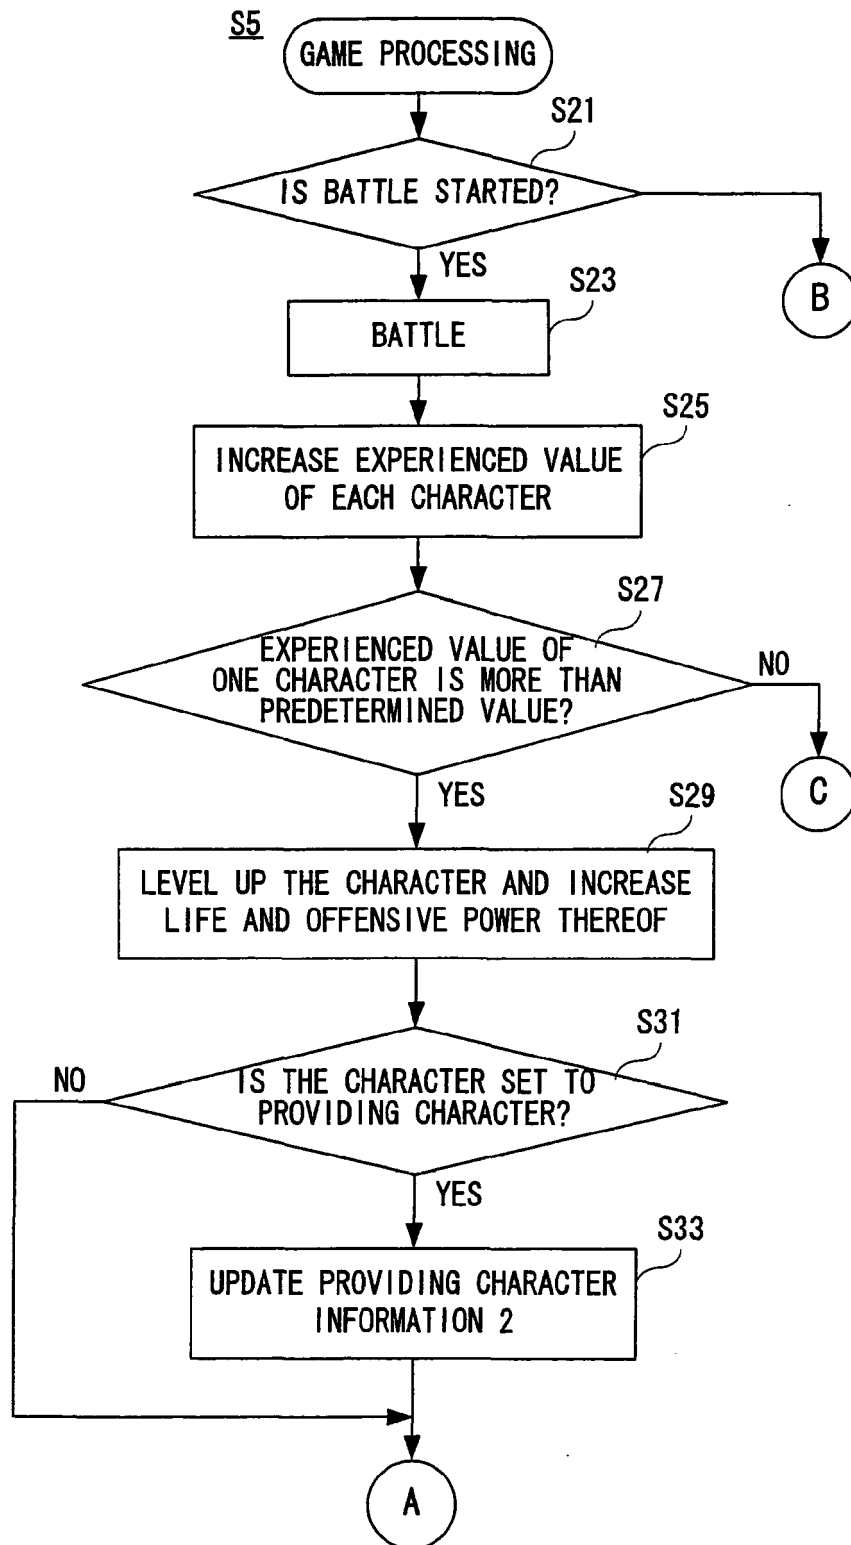 S5
GAME PROCESSING
S21
IS BATTLE STARTED?
YES
B
S23
BATTLE
S25
INCREASE EXPERIENCED VALUE
OF EACH CHARACTER
S27
EXPERIENCED VALUE OF
ONE CHARACTER IS MORE THAN
PREDETERMINED VALUE?
NO
YES
C
S29
LEVEL UP THE CHARACTER AND INCREASE
LIFE AND OFFENSIVE POWER THEREOF
S31
NO
IS THE CHARACTER SET TO
PROVIDING CHARACTER?
YES
S33
UPDATE PROVIDING CHARACTER
INFORMATION 2
A